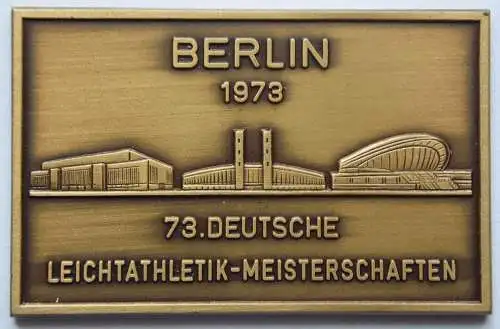 BERLIN
1973
73.DEUTSCHE
LEICHTATHLETIK-MEISTERSCHAFTEN